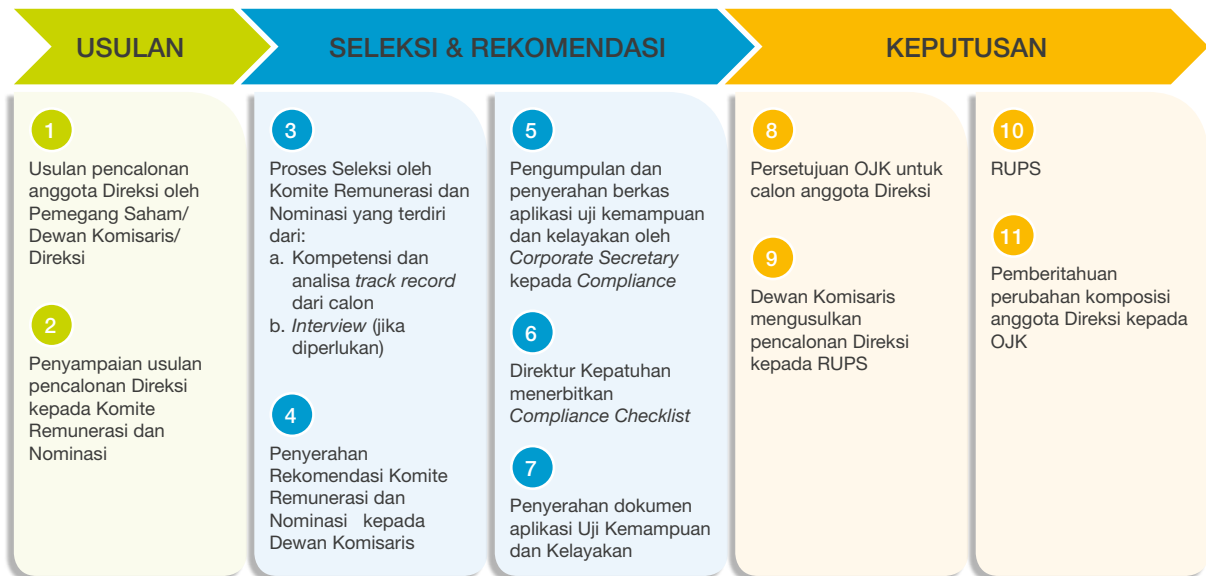 USULAN
SELEKSI & REKOMENDASI
KEPUTUSAN
1
Usulan pencalonan
anggota Direksi oleh
Pemegang Saham/
Dewan Komisaris/
Direksi
2
Penyampaian usulan
pencalonan Direksi
kepada Komite
Remunerasi dan
Nominasi
3
Proses Seleksi oleh
Komite Remunerasi dan
Nominasi yang terdiri
dari:
a. Kompetensi dan
analisa track record
dari calon
b. Interview (jika
diperlukan)
4
Penyerahan
Rekomendasi Komite
Remunerasi dan
Nominasi kepada
Dewan Komisaris
5
Pengumpulan dan
penyerahan berkas
aplikasi uji kemampuan
dan kelayakan oleh
Corporate Secretary
kepada Compliance
6
Direktur Kepatuhan
menerbitkan
Compliance Checklist
7
Penyerahan dokumen
aplikasi Uji Kemampuan
dan Kelayakan
8
Persetujuan OJK untuk
calon anggota Direksi
9
Dewan Komisaris
mengusulkan
pencalonan Direksi
kepada RUPS
10
RUPS
11
Pemberitahuan
perubahan komposisi
anggota Direksi kepada
OJK